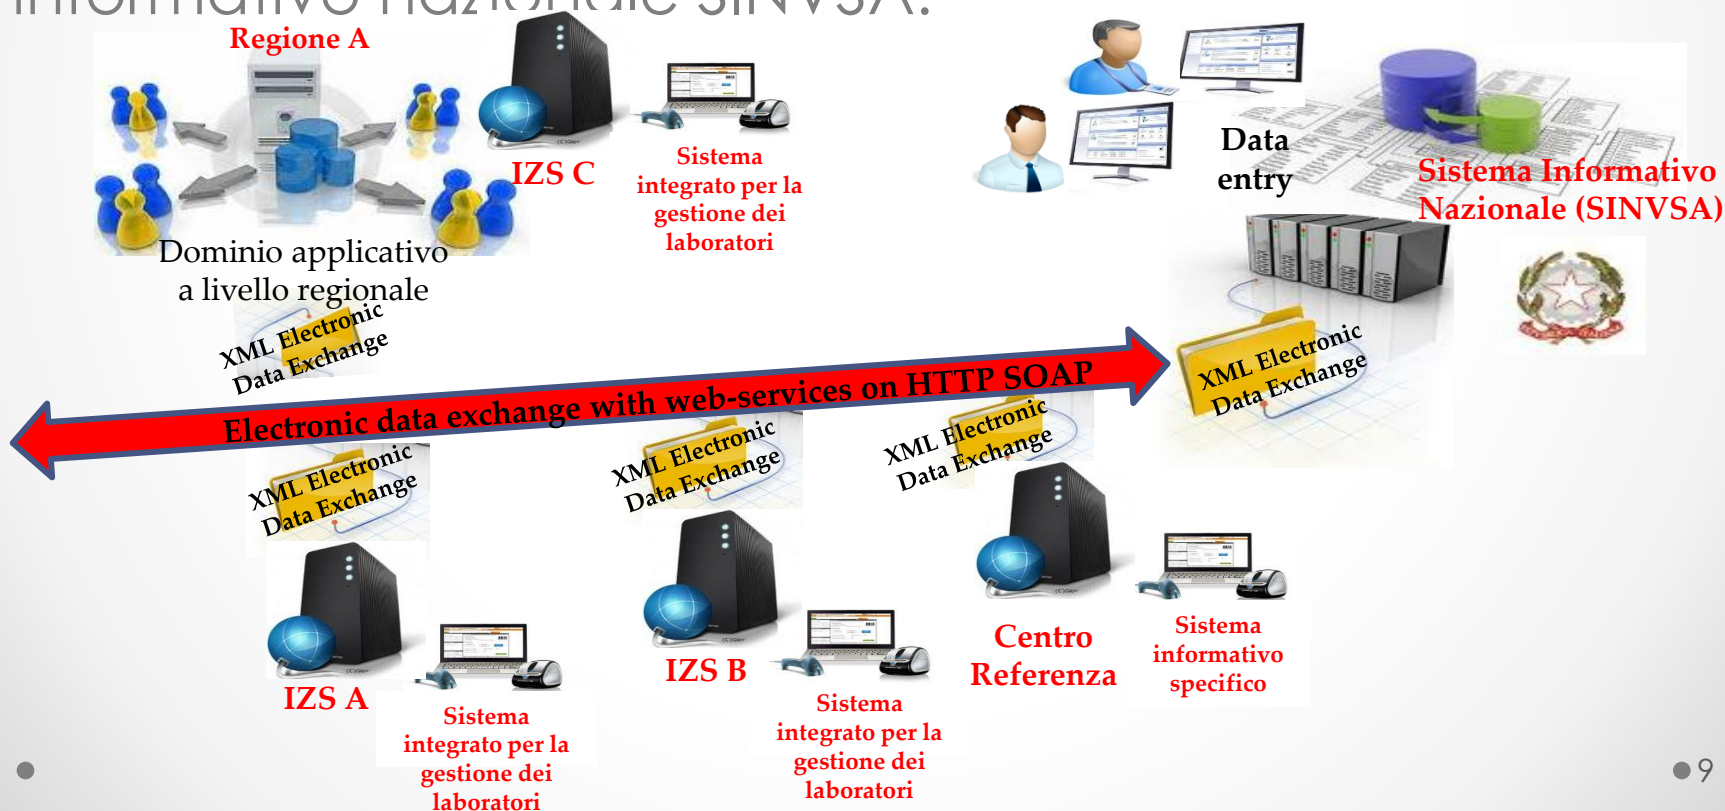 informativo nazionale SINVSA.
Regione A
IZS C
Sistema
integrato per la
gestione dei
laboratori
Data
entry
Sistema Informativo
Nazionale (SINVSA)
Dominio applicativo
a livello regionale
XML Electronic
Data Exchange
XML Electronic
Data Exchange
Electronic data exchange with web-services on HTTP SOAP
XML Electronic
Data Exchange
XML Electronic
Data Exchange
XML Electronic
Data Exchange
IZS A
Sistema
integrato per la
gestione dei
laboratori
IZS B
Sistema
integrato per la
gestione dei
laboratori
Centro
Referenza
Sistema
informativo
specifico
9